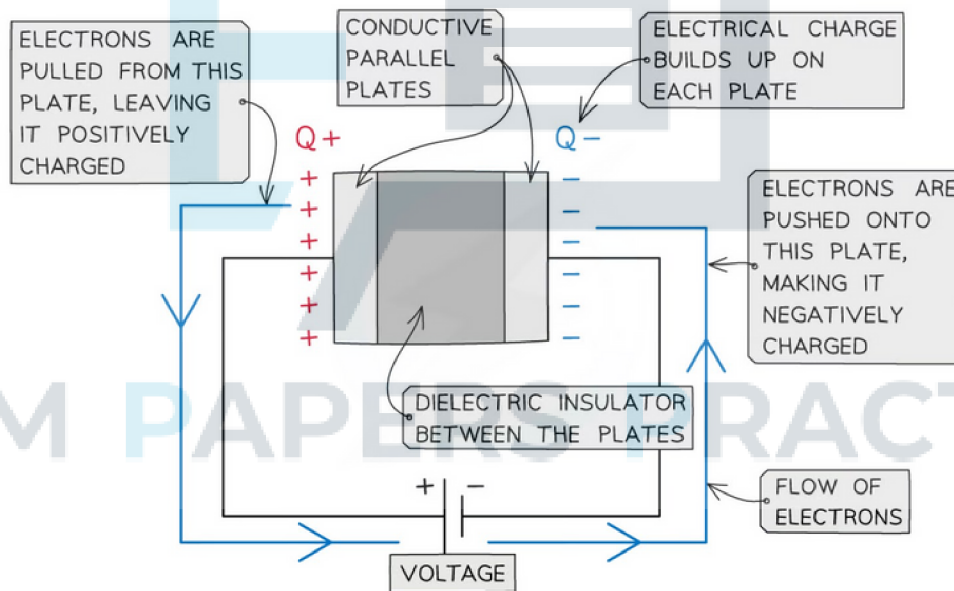 ELECTRONS ARE
PULLED FROM THIS
PLATE, LEAVING
IT POSITIVELY
CHARGED
CONDUCTIVE
PARALLEL
PLATES
ELECTRICAL CHARGE
BUILDS UP ON
EACH PLATE
Q+
Q-
+
-
+
-
+
-
+
-
+
-
+
-
ELECTRONS ARE
PUSHED ONTO
THIS PLATE,
MAKING IT
NEGATIVELY
CHARGED
DIELECTRIC INSULATOR
BETWEEN THE PLATES
M PAPERS PRACT
+ -
FLOW OF
ELECTRONS
VOLTAGE